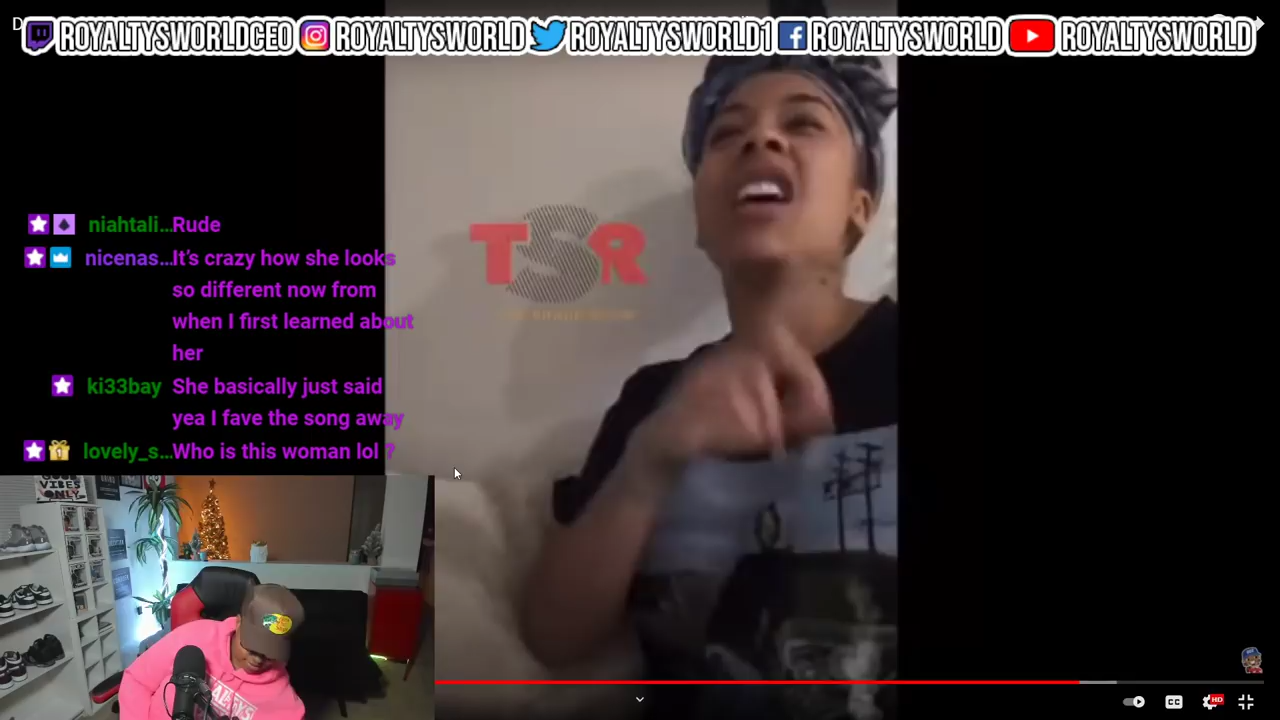 ROYALTYSWORLDCEO ROYALTYSWORLD ROYALTYSWORLD1 ROYALTYSWORLD ROYALTYSWORLD
TSR
niahtali...Rude
nicenas...It's crazy how she looks
so different now from
when I first learned about
her
ki33bay She basically just said
yea I fave the song away
lovely_s...Who is this woman lol ?
VIBES
ONLY
CC
HD